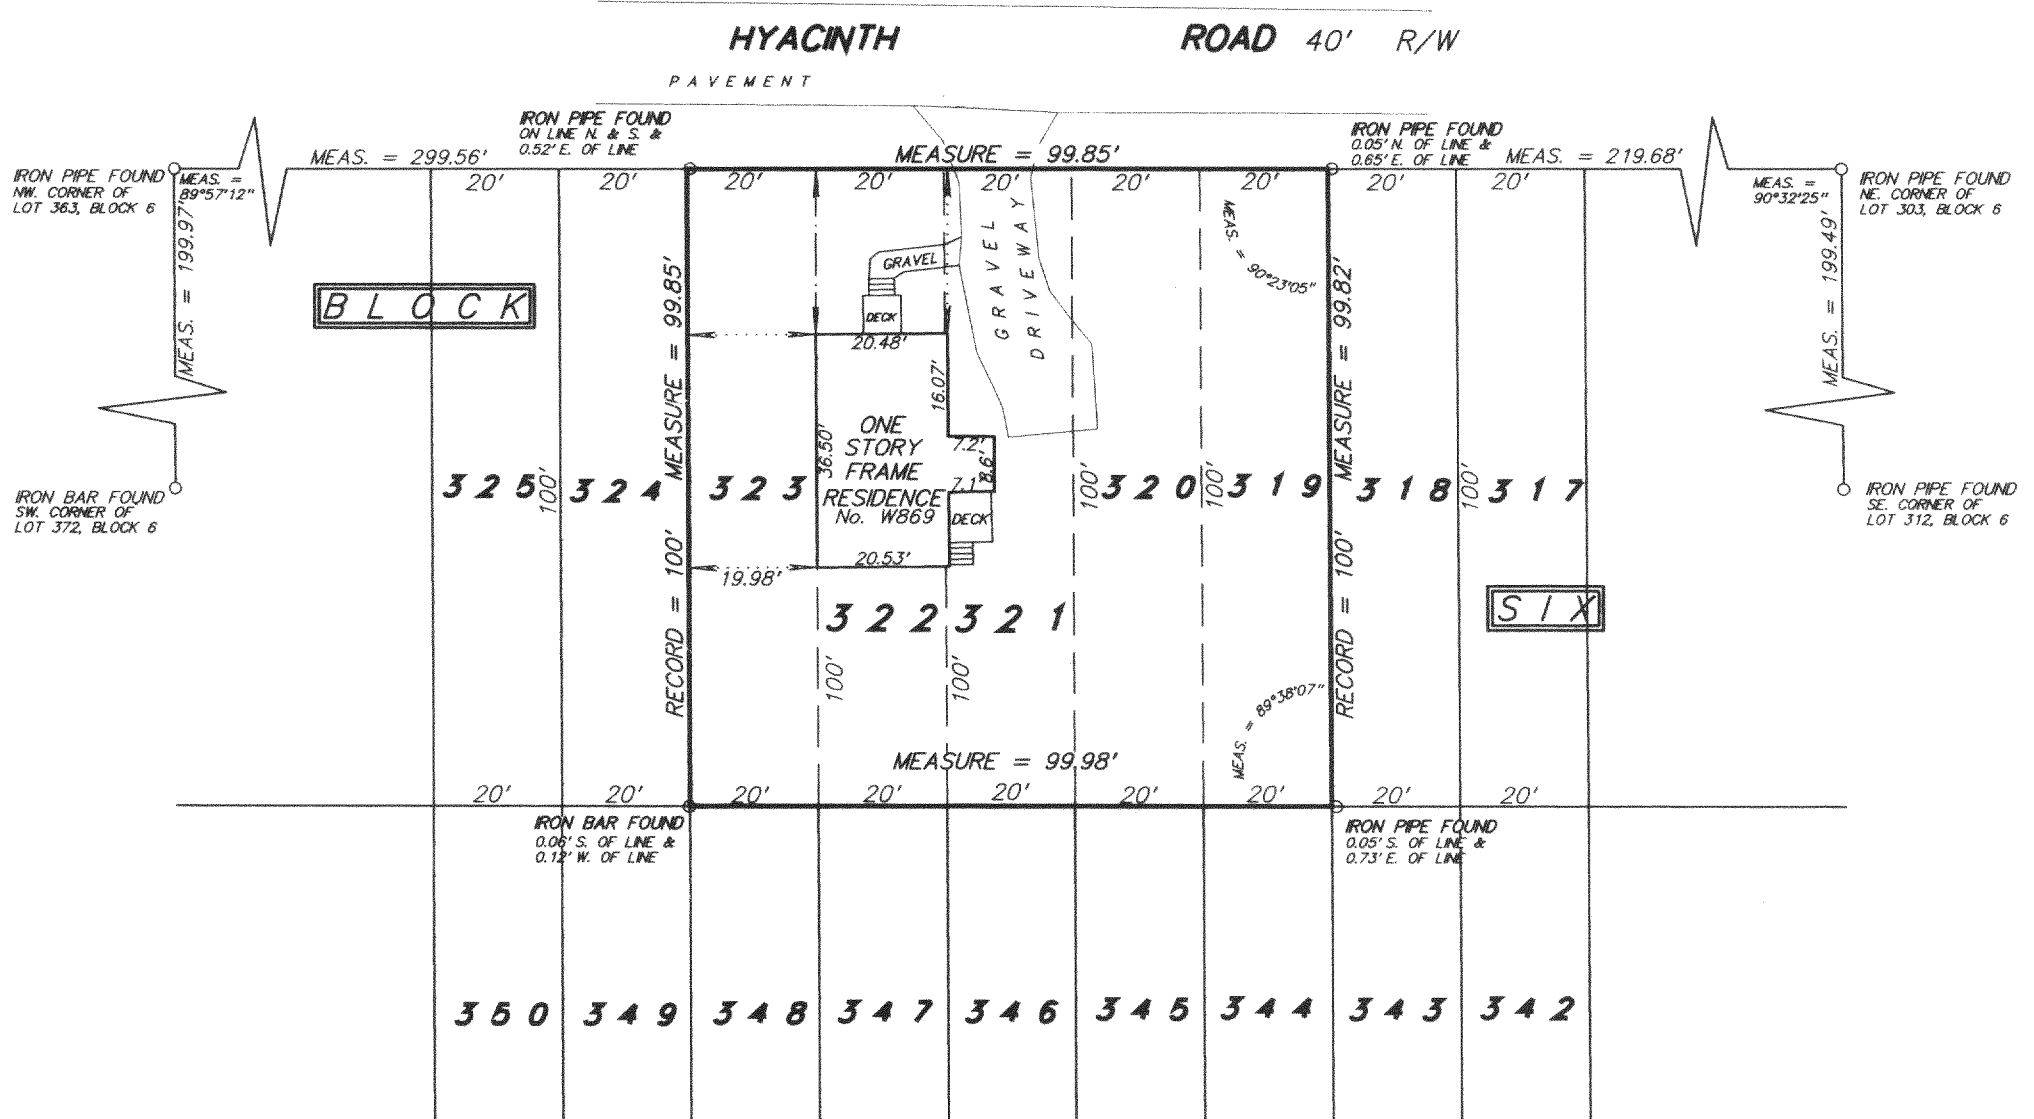 HYACINTH ROAD 40' R/W
PAVEMENT
IRON PIPE FOUND
ON LINE N. & S. &
0.52' E. OF LINE
IRON PIPE FOUND
0.05' N. OF LINE &
0.65' E. OF LINE
MEAS. = 299.56'
MEASURE = 99.85'
MEAS. = 219.68'
IRON PIPE FOUND
NW. CORNER OF
LOT 363, BLOCK 6
MEAS. =
89°57'12"
20' 20' 20' 20' 20' 20' 20' 20' 20'
MEAS. =
90°32'25"
IRON PIPE FOUND
NE. CORNER OF
LOT 303, BLOCK 6
MEAS. = 199.97'
MEAS. = 199.49'
MEAS. = 90°23'05"
GRAVEL
DRIVEWAY
GRAVEL
DECK
BLOCK
MEASURE = 99.85'
RECORD = 100'
MEASURE = 99.82'
RECORD = 100'
20.48'
16.07'
36.50'
ONE
STORY
FRAME
RESIDENCE
No. W869
7.2'
8.6'
7.1'
DECK
20.53'
19.98'
325 100' 324 323 100' 320 100' 319 318 100' 317
IRON BAR FOUND
SW. CORNER OF
LOT 372, BLOCK 6
IRON PIPE FOUND
SE. CORNER OF
LOT 312, BLOCK 6
322 321
SIX
100' 100'
MEAS. = 89°38'07"
MEASURE = 99.98'
20' 20' 20' 20' 20' 20' 20' 20' 20'
IRON BAR FOUND
0.06' S. OF LINE &
0.12' W. OF LINE
IRON PIPE FOUND
0.05' S. OF LINE &
0.73' E. OF LINE
350 349 348 347 346 345 344 343 342